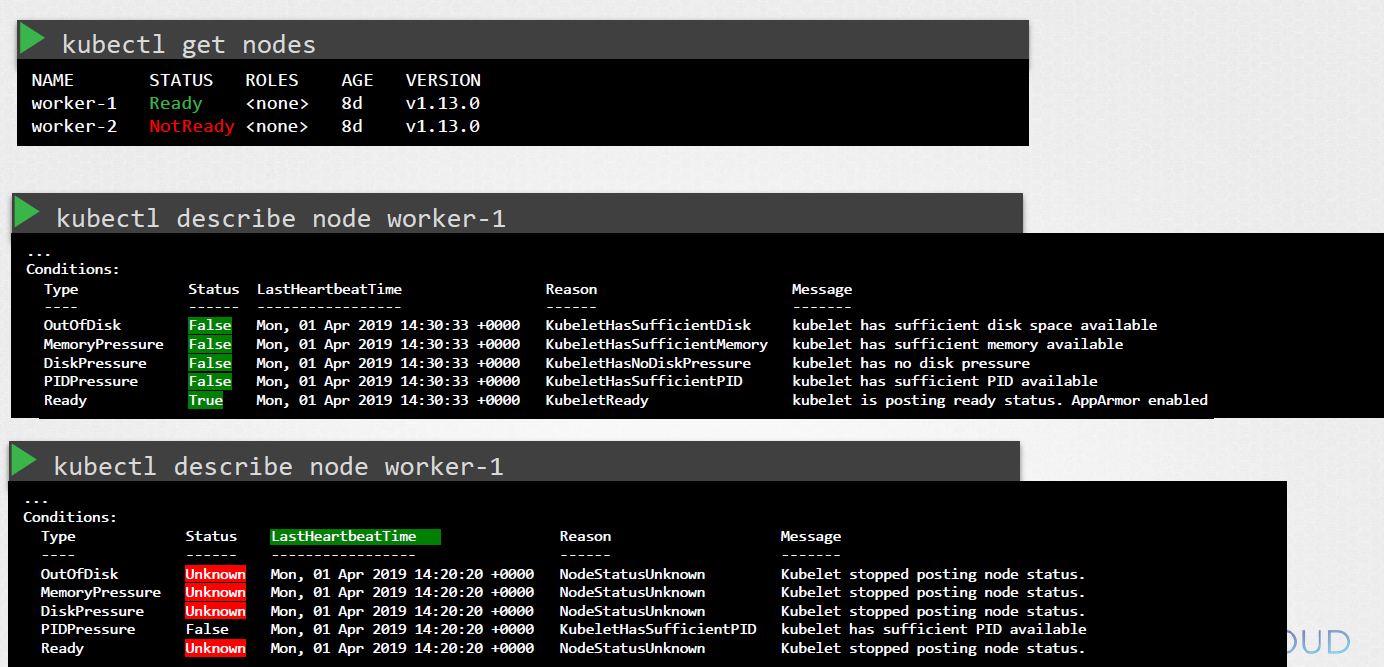 kubectl get nodes
NAME STATUS ROLES AGE VERSION
worker-1 Ready <none> 8d v1.13.0
worker-2 NotReady <none> 8d v1.13.0
kubectl describe node worker-1
...
Conditions:
Type Status LastHeartbeatTime Reason Message
---- ------ ----------------- ------ -------
OutOfDisk False Mon, 01 Apr 2019 14:30:33 +0000 KubeletHasSufficientDisk kubelet has sufficient disk space available
MemoryPressure False Mon, 01 Apr 2019 14:30:33 +0000 KubeletHasSufficientMemory kubelet has sufficient memory available
DiskPressure False Mon, 01 Apr 2019 14:30:33 +0000 KubeletHasNoDiskPressure kubelet has no disk pressure
PIDPressure False Mon, 01 Apr 2019 14:30:33 +0000 KubeletHasSufficientPID kubelet has sufficient PID available
Ready True Mon, 01 Apr 2019 14:30:33 +0000 KubeletReady kubelet is posting ready status. AppArmor enabled
kubectl describe node worker-1
...
Conditions:
Type Status LastHeartbeatTime Reason Message
---- ------ ----------------- ------ -------
OutOfDisk Unknown Mon, 01 Apr 2019 14:20:20 +0000 NodeStatusUnknown Kubelet stopped posting node status.
MemoryPressure Unknown Mon, 01 Apr 2019 14:20:20 +0000 NodeStatusUnknown Kubelet stopped posting node status.
DiskPressure Unknown Mon, 01 Apr 2019 14:20:20 +0000 NodeStatusUnknown Kubelet stopped posting node status.
PIDPressure False Mon, 01 Apr 2019 14:20:20 +0000 KubeletHasSufficientPID kubelet has sufficient PID available
Ready Unknown Mon, 01 Apr 2019 14:20:20 +0000 NodeStatusUnknown Kubelet stopped posting node status.